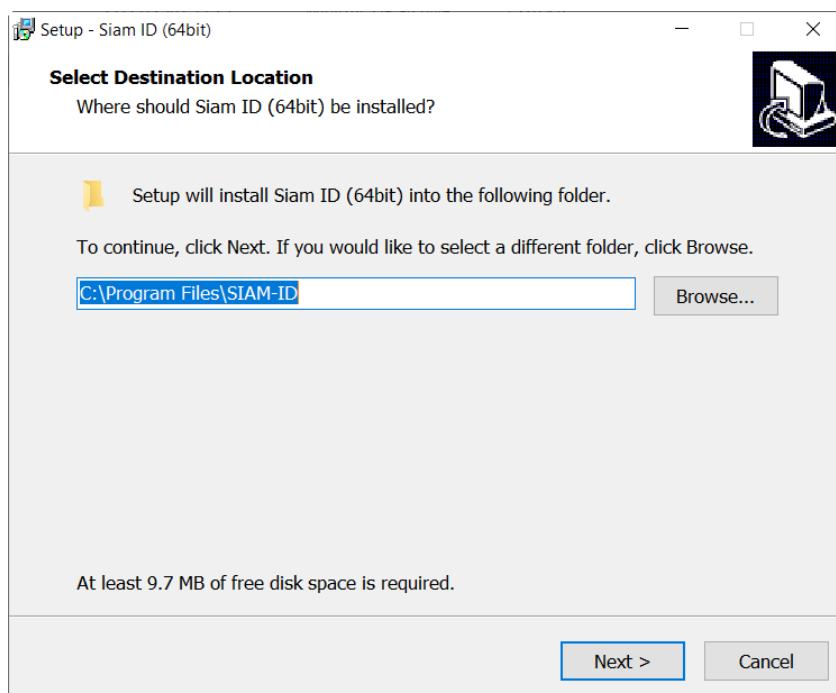 Setup - Siam ID (64bit)
Select Destination Location
Where should Siam ID (64bit) be installed?
Setup will install Siam ID (64bit) into the following folder.
To continue, click Next. If you would like to select a different folder, click Browse.
C:\Program Files\SIAM-ID
Browse...
At least 9.7 MB of free disk space is required.
Next >
Cancel